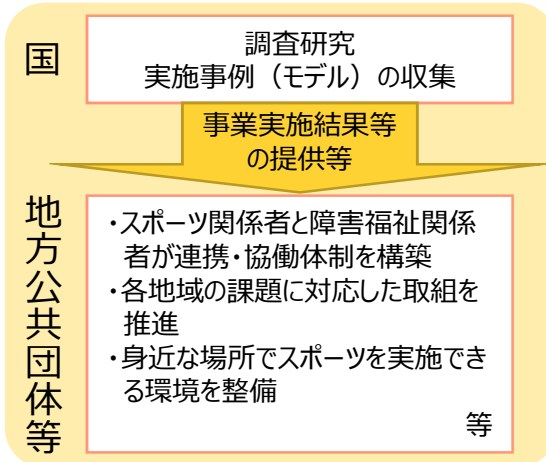 国
調査研究
実施事例（モデル）の収集
事業実施結果等
の提供等
地方公共団体等
・スポーツ関係者と障害福祉関係
者が連携・協働体制を構築
・各地域の課題に対応した取組を
推進
・身近な場所でスポーツを実施でき
る環境を整備
等